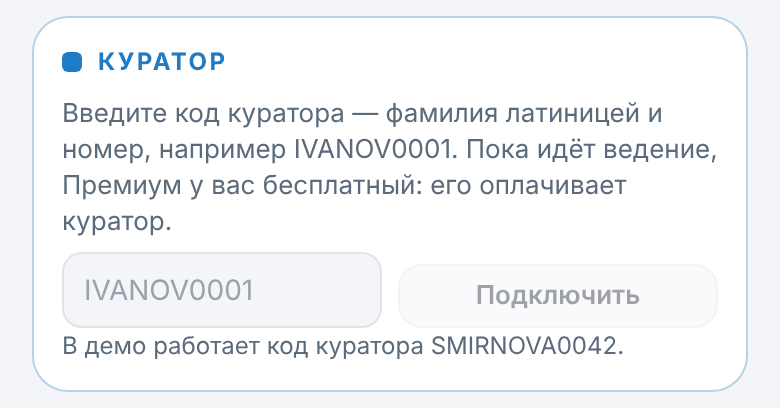 КУРАТОР
Введите код куратора — фамилия латиницей и
номер, например IVANOV0001. Пока идёт ведение,
Премиум у вас бесплатный: его оплачивает
куратор.
IVANOV0001
Подключить
В демо работает код куратора SMIRNOVA0042.